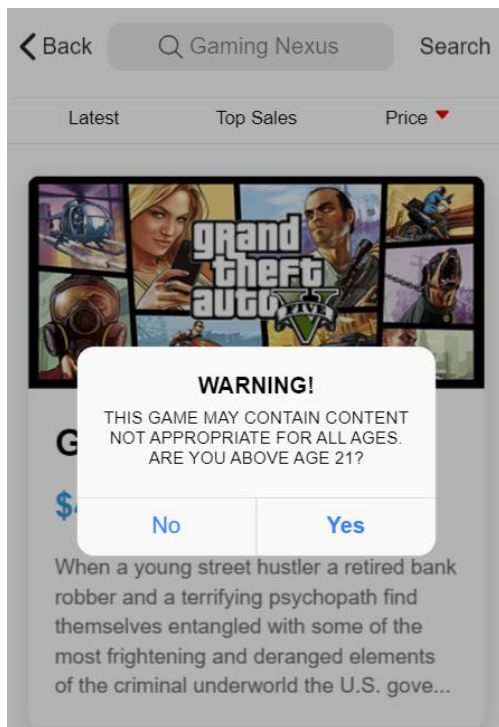 Back
Gaming Nexus
Search
Latest
Top Sales
Price
grand
theft
auto
V
FIVE
WARNING!
THIS GAME MAY CONTAIN CONTENT
NOT APPROPRIATE FOR ALL AGES.
ARE YOU ABOVE AGE 21?
G
$
No
Yes
When a young street hustler a retired bank
robber and a terrifying psychopath find
themselves entangled with some of the
most frightening and deranged elements
of the criminal underworld the U.S. gove...